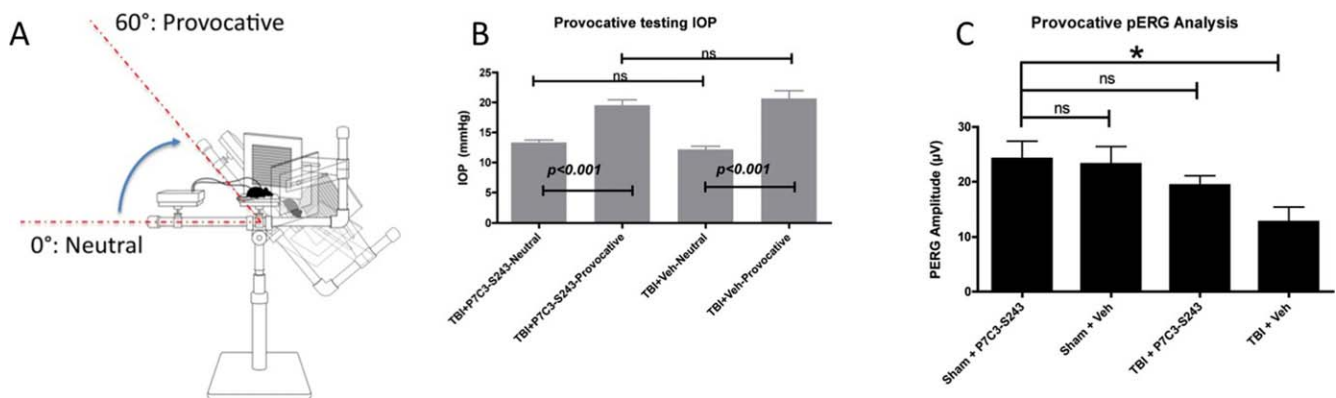 A
60°: Provocative
0°: Neutral
B
Provocative testing IOP
ns
ns
IOP (mmHg)
25
20
15
10
5
0
p<0.001
p<0.001
TBI+P7C3-S243-Neutral
TBI+P7C3-S243-Provocative
TBI+Veh-Neutral
TBI+Veh-Provocative
C
Provocative pERG Analysis
*
ns
ns
PERG Amplitude (µV)
30
20
10
0
Sham + P7C3-S243
Sham + Veh
TBI + P7C3-S243
TBI + Veh